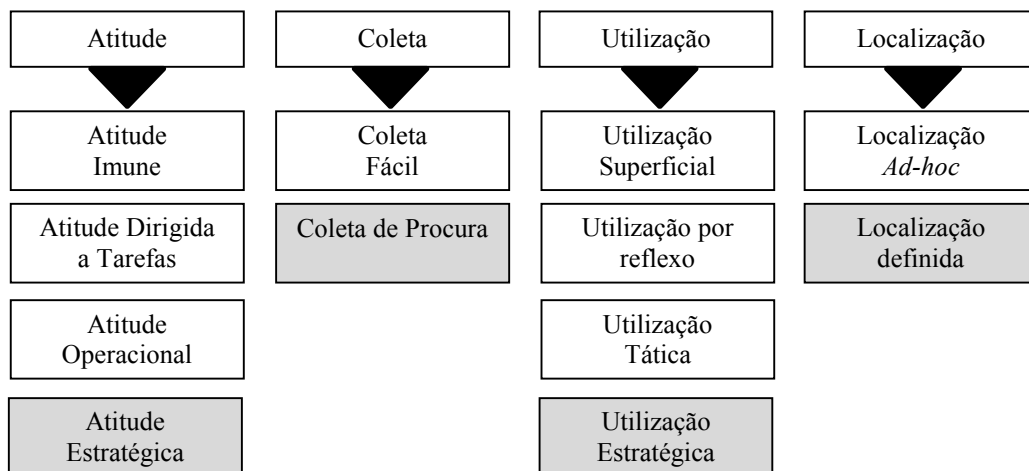 Atitude
Coleta
Utilização
Localização
Atitude
Imune
Coleta
Fácil
Utilização
Superficial
Localização
Ad-hoc
Atitude Dirigida
a Tarefas
Coleta de Procura
Utilização por
reflexo
Localização
definida
Atitude
Operacional
Utilização
Tática
Atitude
Estratégica
Utilização
Estratégica